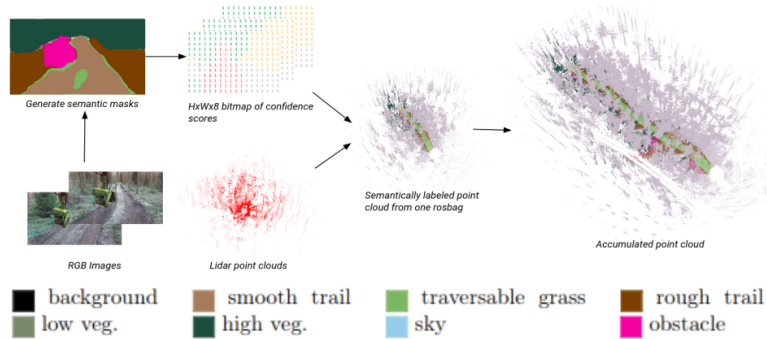 Generate semantic masks
HxWx8 bitmap of confidence
scores
Semantically labeled point
cloud from one rosbag
Accumulated point cloud
RGB Images
Lidar point clouds
background
smooth trail
traversable grass
rough trail
low veg.
high veg.
sky
obstacle